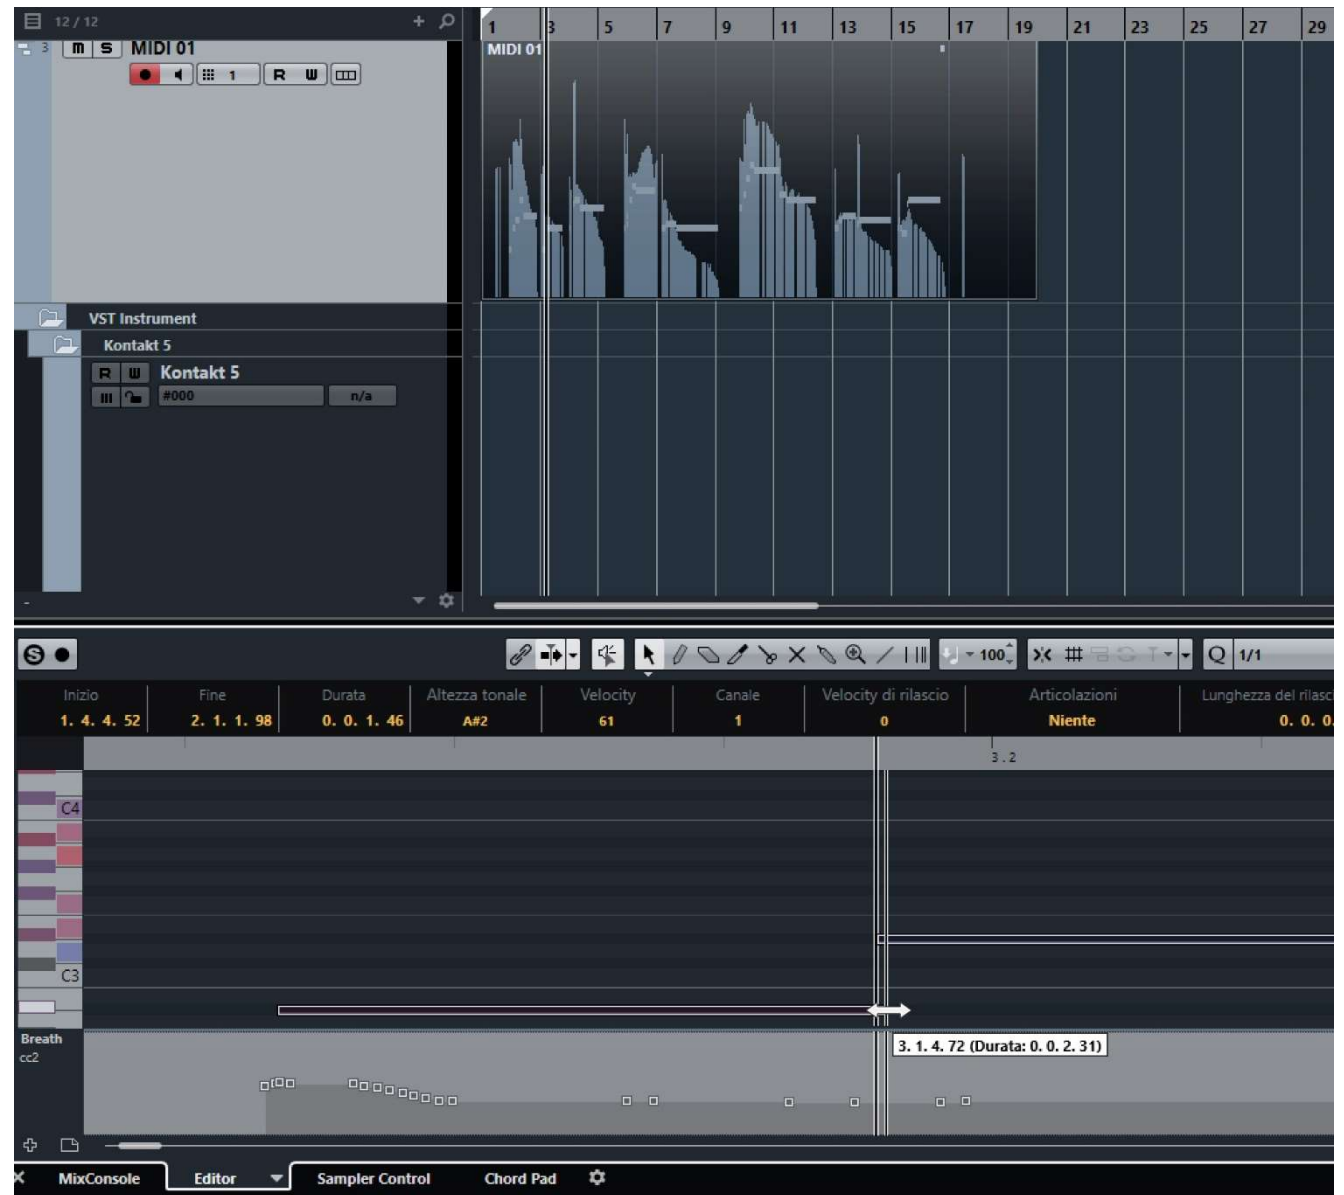 12 / 12
1 3 5 7 9 11 13 15 17 19 21 23 25 27 29
3 m S MIDI 01
MIDI 01
1 R W
VST Instrument
Kontakt 5
R W Kontakt 5
#000 n/a
100 Q 1/1
Inizio Fine Durata Altezza tonale Velocity Canale Velocity di rilascio Articolazioni Lunghezza del rilasci
1. 4. 4. 52 2. 1. 1. 98 0. 0. 1. 46 A#2 61 1 0 Niente 0. 0. 0.
3 . 2
C4
C3
Breath
cc2
3. 1. 4. 72 (Durata: 0. 0. 2. 31)
MixConsole Editor Sampler Control Chord Pad